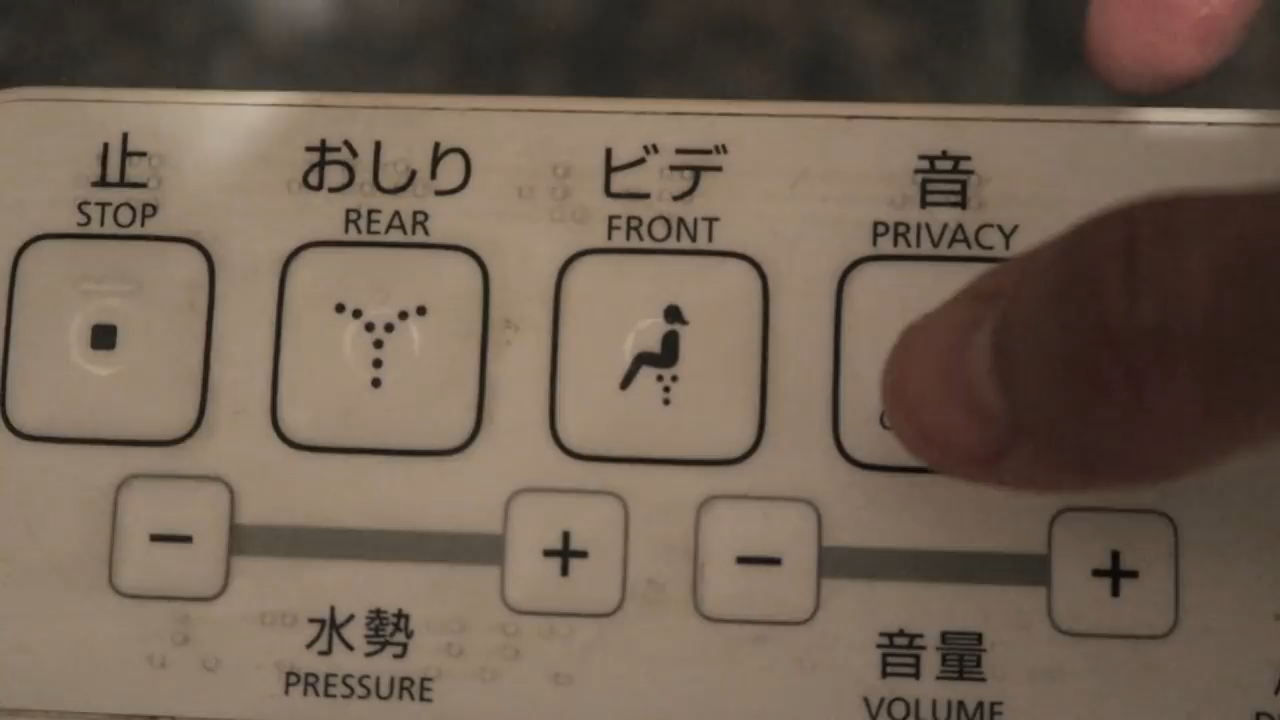 止
STOP
おしり
REAR
ビデ
FRONT
音
PRIVACY
水勢
PRESSURE
音量
VOLUME